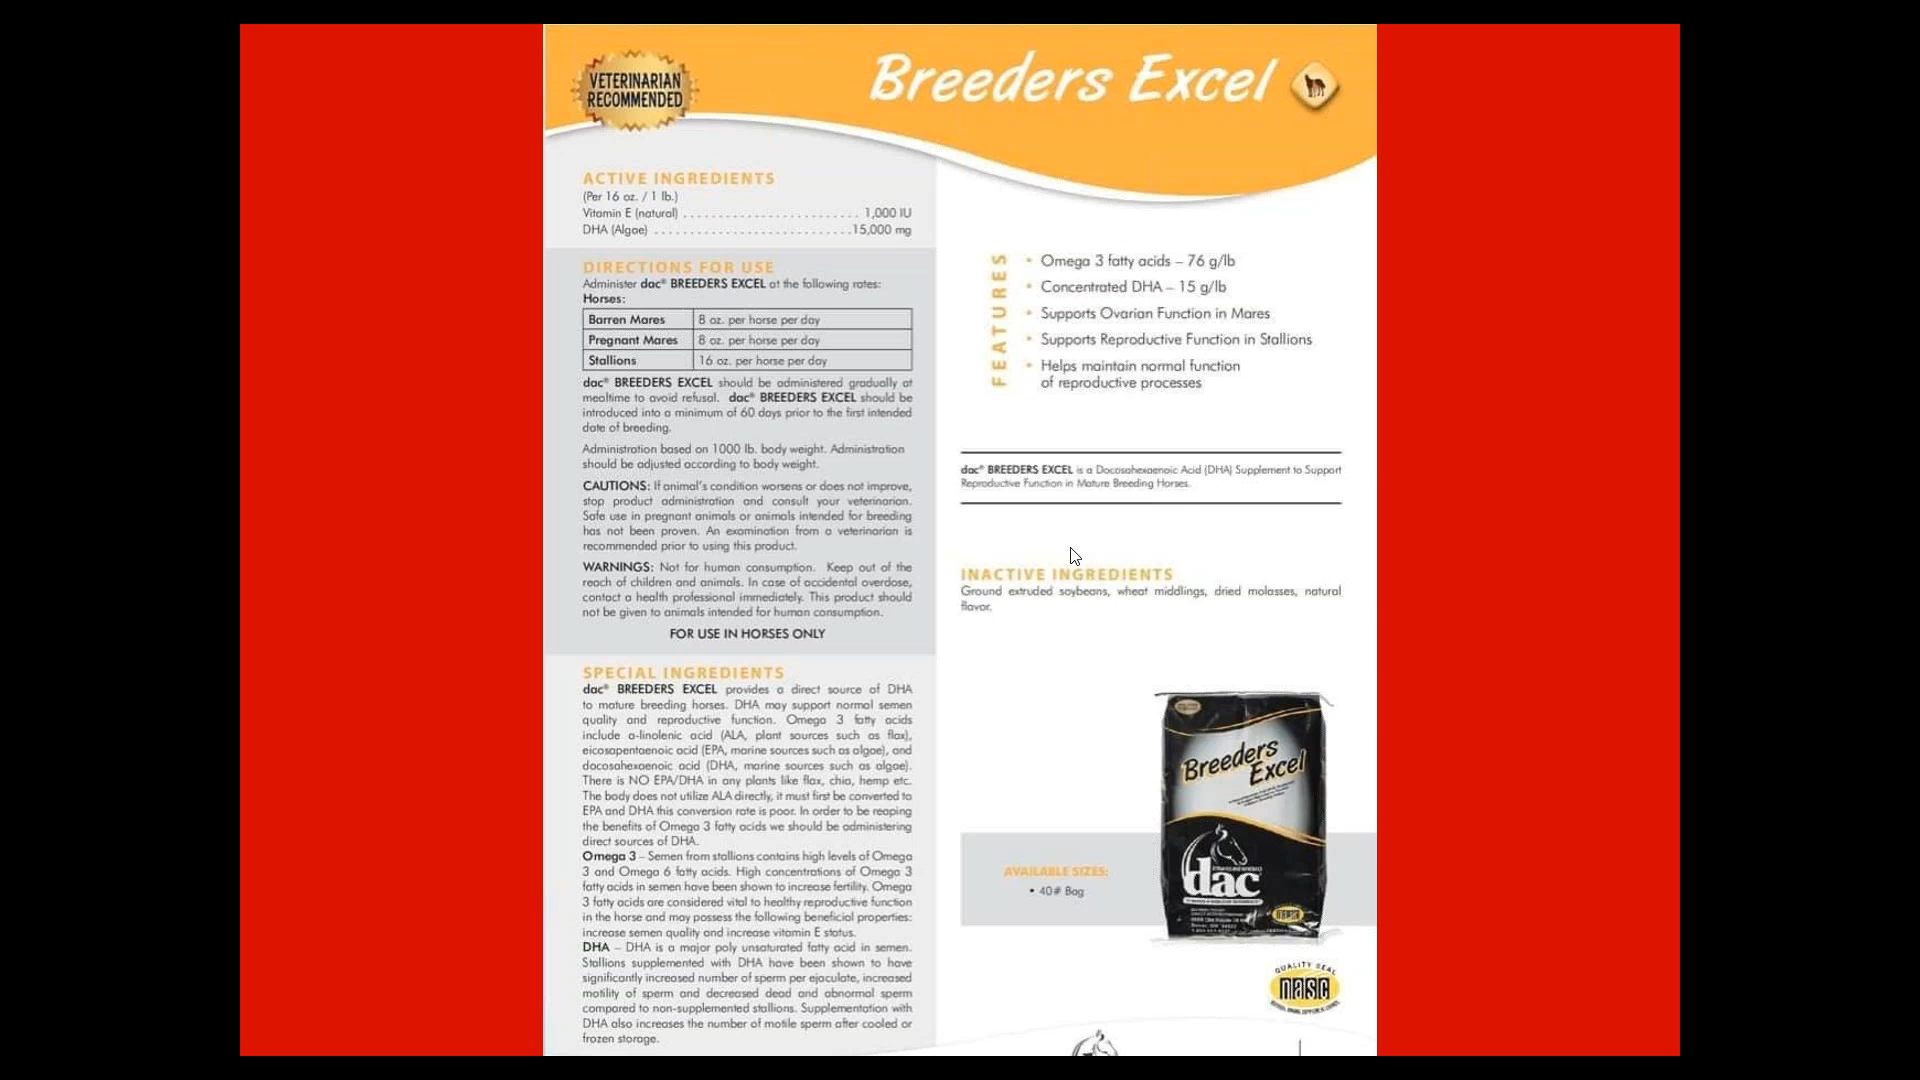 VETERINARIAN
RECOMMENDED
Breeders Excel
ACTIVE INGREDIENTS
(Per 16 oz. / 1 lb.)
Vitamin E (natural) . . . . . . . . . . . . . . . . . . . . . . . . . 1,000 IU
DHA (Algae) . . . . . . . . . . . . . . . . . . . . . . . . . . . .15,000 mg
DIRECTIONS FOR USE
Administer dac® BREEDERS EXCEL at the following rates:
Horses:
Barren Mares 8 oz. per horse per day
Pregnant Mares 8 oz. per horse per day
Stallions 16 oz. per horse per day
dac® BREEDERS EXCEL should be administered gradually at
mealtime to avoid refusal. dac® BREEDERS EXCEL should be
introduced into a minimum of 60 days prior to the first intended
date of breeding.
Administration based on 1000 lb. body weight. Administration
should be adjusted according to body weight.
CAUTIONS: If animal's condition worsens or does not improve,
stop product administration and consult your veterinarian.
Safe use in pregnant animals or animals intended for breeding
has not been proven. An examination from a veterinarian is
recommended prior to using this product.
WARNINGS: Not for human consumption. Keep out of the
reach of children and animals. In case of accidental overdose,
contact a health professional immediately. This product should
not be given to animals intended for human consumption.
FOR USE IN HORSES ONLY
SPECIAL INGREDIENTS
dac® BREEDERS EXCEL provides a direct source of DHA
to mature breeding horses. DHA may support normal semen
quality and reproductive function. Omega 3 fatty acids
include α-linolenic acid (ALA, plant sources such as flax),
eicosapentaenoic acid (EPA, marine sources such as algae), and
docosahexaenoic acid (DHA, marine sources such as algae).
There is NO EPA/DHA in any plants like flax, chia, hemp etc.
The body does not utilize ALA directly, it must first be converted to
EPA and DHA this conversion rate is poor. In order to be reaping
the benefits of Omega 3 fatty acids we should be administering
direct sources of DHA.
Omega 3 – Semen from stallions contains high levels of Omega
3 and Omega 6 fatty acids. High concentrations of Omega 3
fatty acids in semen have been shown to increase fertility. Omega
3 fatty acids are considered vital to healthy reproductive function
in the horse and may possess the following beneficial properties:
increase semen quality and increase vitamin E status.
DHA – DHA is a major poly unsaturated fatty acid in semen.
Stallions supplemented with DHA have been shown to have
significantly increased number of sperm per ejaculate, increased
motility of sperm and decreased dead and abnormal sperm
compared to non-supplemented stallions. Supplementation with
DHA also increases the number of motile sperm after cooled or
frozen storage.
FEATURES
• Omega 3 fatty acids – 76 g/lb
• Concentrated DHA – 15 g/lb
• Supports Ovarian Function in Mares
• Supports Reproductive Function in Stallions
• Helps maintain normal function
of reproductive processes
dac® BREEDERS EXCEL is a Docosahexaenoic Acid (DHA) Supplement to Support
Reproductive Function in Mature Breeding Horses.
INACTIVE INGREDIENTS
Ground extruded soybeans, wheat middlings, dried molasses, natural
flavor.
AVAILABLE SIZES:
• 40# Bag
Breeders
Excel
dac
QUALITY SEAL
nasc